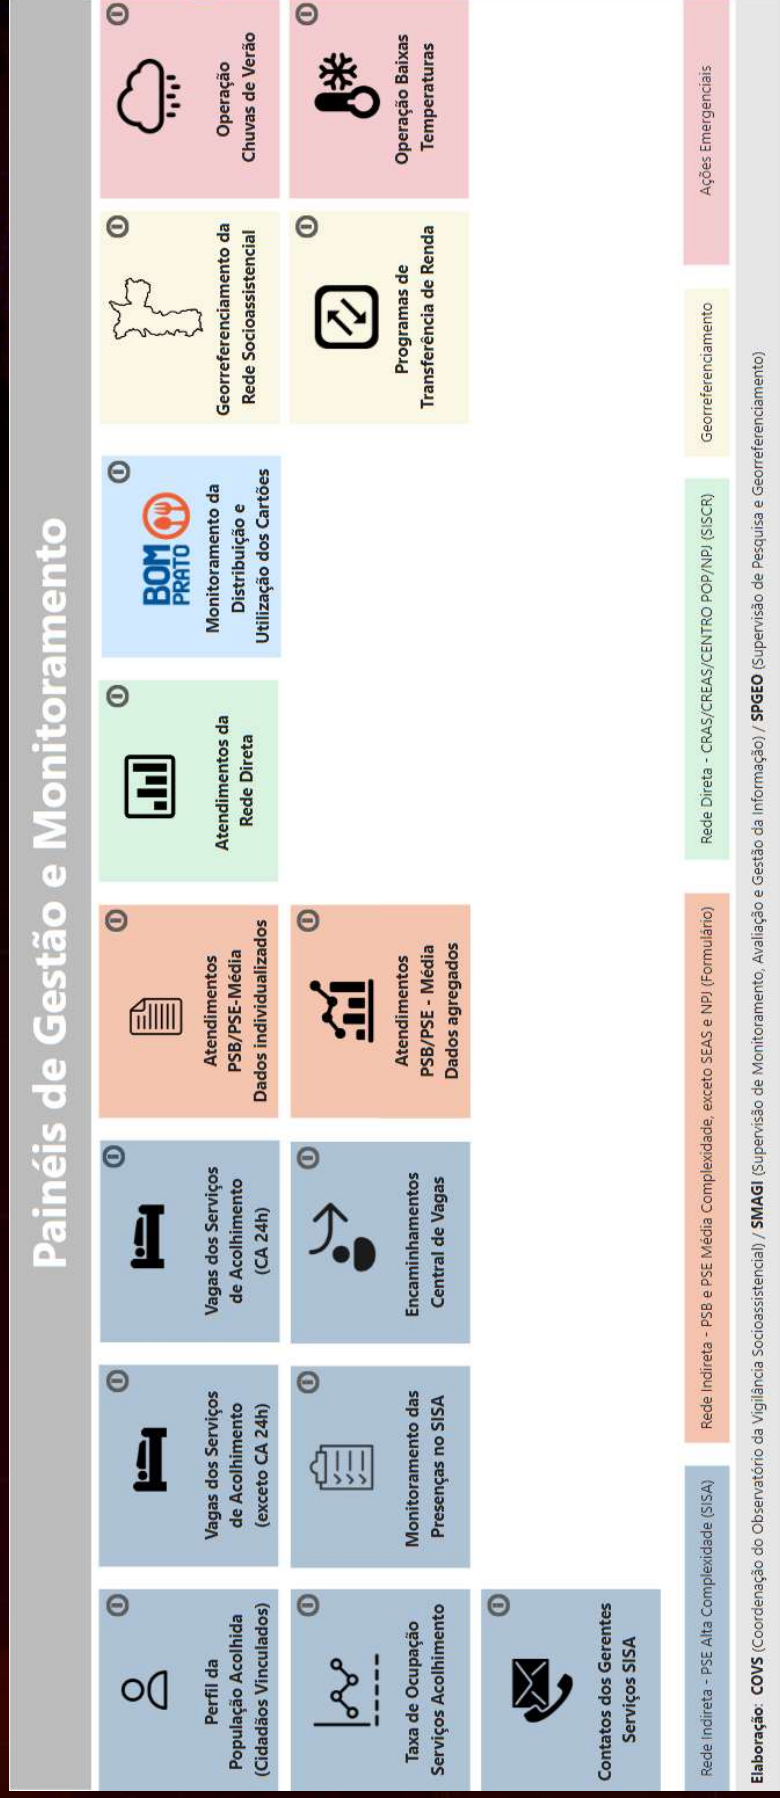 Painéis de Gestão e Monitoramento
Perfil da
População Acolhida
(Cidadãos Vinculados)
Vagas dos Serviços
de Acolhimento
(exceto CA 24h)
Vagas dos Serviços
de Acolhimento
(CA 24h)
Atendimentos
PSB/PSE-Média
Dados individualizados
Atendimentos da
Rede Direta
BOM
PRATO
Monitoramento da
Distribuição e
Utilização dos Cartões
Georreferenciamento da
Rede Socioassistencial
Operação
Chuvas de Verão
Taxa de Ocupação
Serviços Acolhimento
Monitoramento das
Presenças no SISA
Encaminhamentos
Central de Vagas
Atendimentos
PSB/PSE - Média
Dados agregados
Programas de
Transferência de Renda
Operação Baixas
Temperaturas
Contatos dos Gerentes
Serviços SISA
Rede Indireta - PSE Alta Complexidade (SISA)
Rede Indireta - PSB e PSE Média Complexidade, exceto SEAS e NPJ (Formulário)
Rede Direta - CRAS/CREAS/CENTRO POP/NPJ (SISCR)
Georreferenciamento
Ações Emergenciais
Elaboração: COVS (Coordenação do Observatório da Vigilância Socioassistencial) / SMAGI (Supervisão de Monitoramento, Avaliação e Gestão da Informação) / SPGEO (Supervisão de Pesquisa e Georreferenciamento)